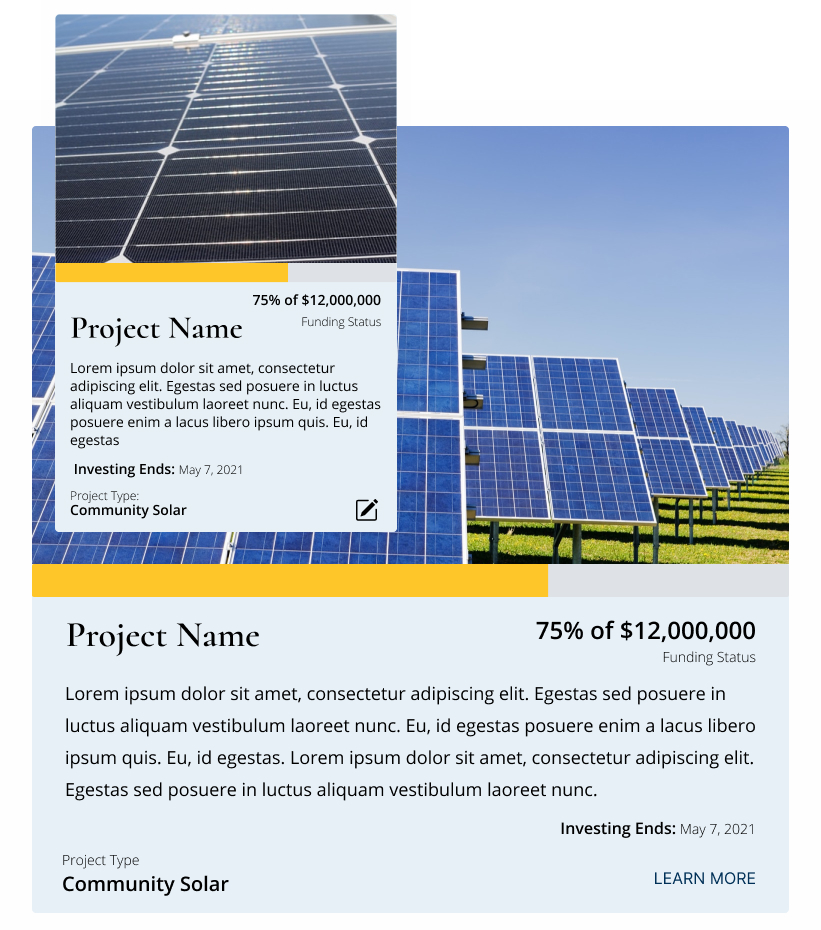 75% of $12,000,000
Project Name
Funding Status
Lorem ipsum dolor sit amet, consectetur
adipiscing elit. Egestas sed posuere in luctus
aliquam vestibulum laoreet nunc. Eu, id egestas
posuere enim a lacus libero ipsum quis. Eu, id
egestas
Investing Ends: May 7, 2021
Project Type:
Community Solar
Project Name
75% of $12,000,000
Funding Status
Lorem ipsum dolor sit amet, consectetur adipiscing elit. Egestas sed posuere in
luctus aliquam vestibulum laoreet nunc. Eu, id egestas posuere enim a lacus libero
ipsum quis. Eu, id egestas. Lorem ipsum dolor sit amet, consectetur adipiscing elit.
Egestas sed posuere in luctus aliquam vestibulum laoreet nunc.
Investing Ends: May 7, 2021
Project Type
Community Solar
LEARN MORE